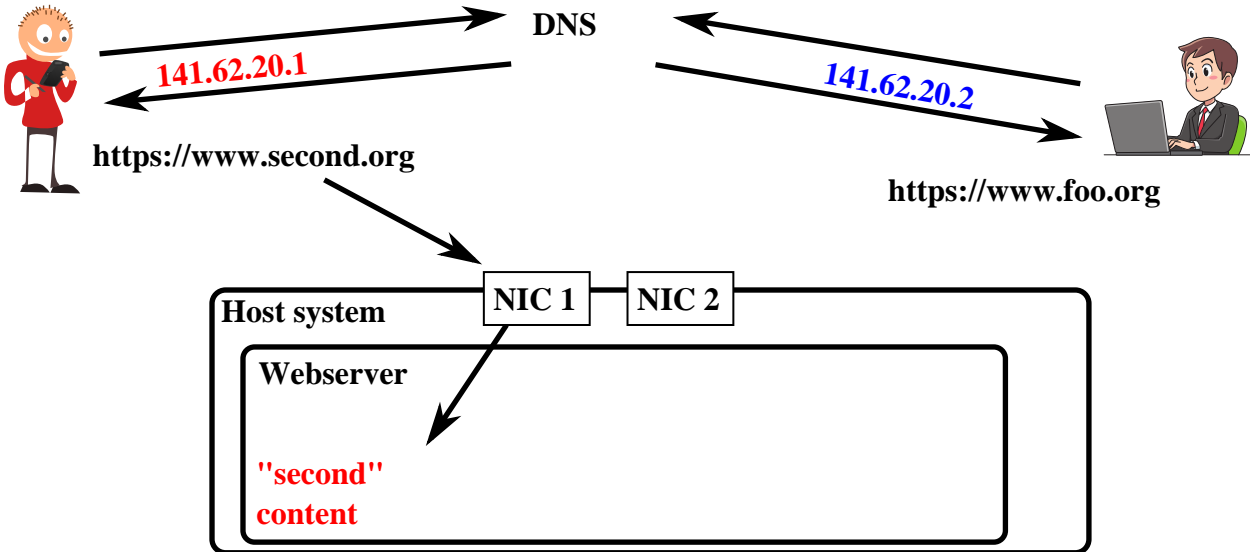 DNS
141.62.20.1
141.62.20.2
https://www.second.org
https://www.foo.org
NIC 1
NIC 2
Host system
Webserver
"second"
content